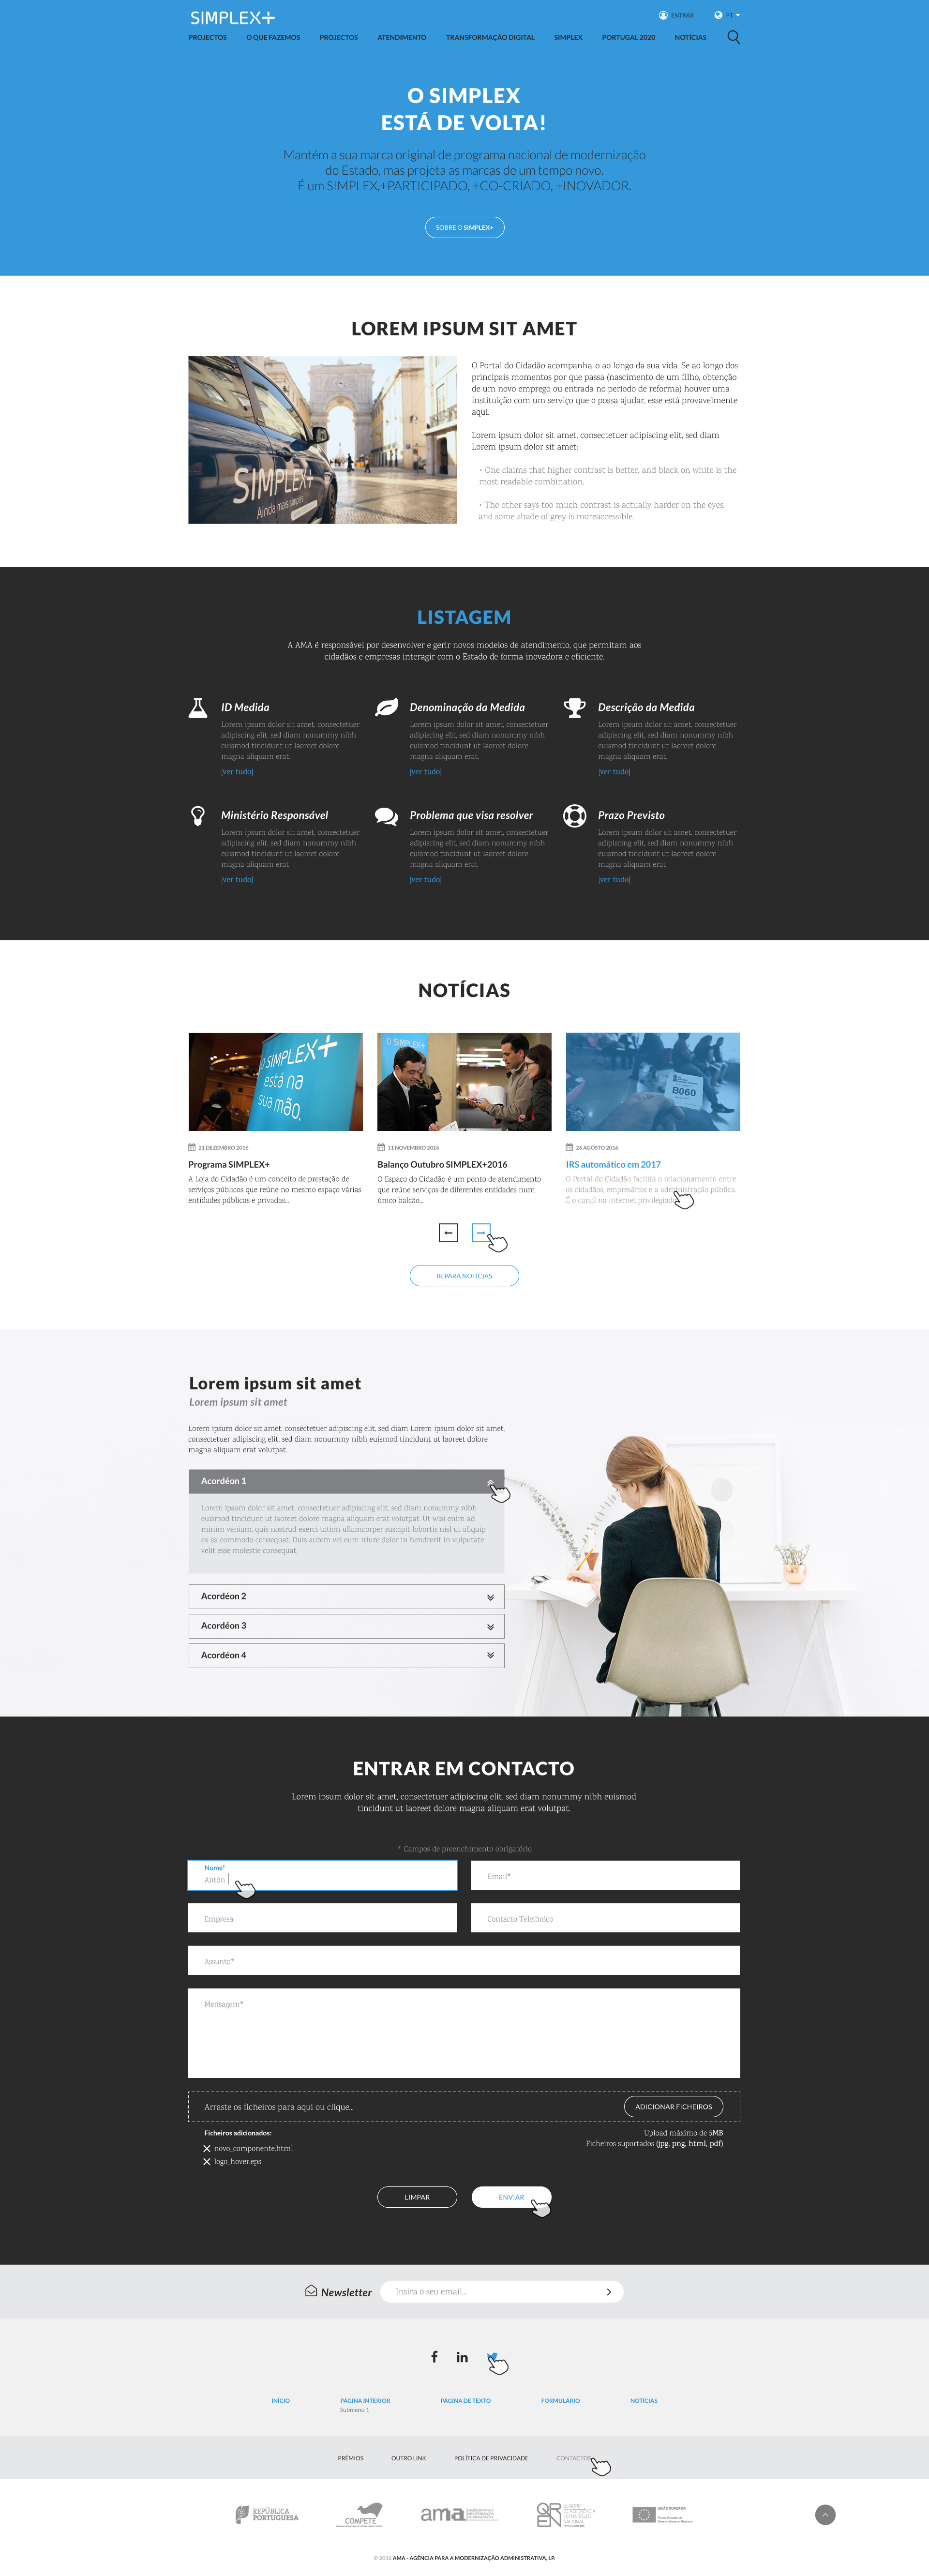 SIMPLEX+
ENTRAR
PT
PROJECTOS O QUE FAZEMOS PROJECTOS ATENDIMENTO TRANSFORMAÇÃO DIGITAL SIMPLEX PORTUGAL 2020 NOTÍCIAS
O SIMPLEX
ESTÁ DE VOLTA!
Mantém a sua marca original de programa nacional de modernização
do Estado, mas projeta as marcas de um tempo novo.
É um SIMPLEX,+PARTICIPADO, +CO-CRIADO, +INOVADOR.
SOBRE O SIMPLEX+
LOREM IPSUM SIT AMET
SIMPLEX+
Ainda mais simples
O Portal do Cidadão acompanha-o ao longo da sua vida. Se ao longo dos
principais momentos por que passa (nascimento de um filho, obtenção
de um novo emprego ou entrada no período de reforma) houver uma
instituição com um serviço que o possa ajudar, esse está provavelmente
aqui.
Lorem ipsum dolor sit amet, consectetuer adipiscing elit, sed diam
Lorem ipsum dolor sit amet:
• One claims that higher contrast is better, and black on white is the
most readable combination.
• The other says too much contrast is actually harder on the eyes,
and some shade of grey is moreaccessible.
LISTAGEM
A AMA é responsável por desenvolver e gerir novos modelos de atendimento, que permitam aos
cidadãos e empresas interagir com o Estado de forma inovadora e eficiente.
ID Medida
Lorem ipsum dolor sit amet, consectetuer
adipiscing elit, sed diam nonummy nibh
euismod tincidunt ut laoreet dolore
magna aliquam erat.
[ver tudo]
Denominação da Medida
Lorem ipsum dolor sit amet, consectetuer
adipiscing elit, sed diam nonummy nibh
euismod tincidunt ut laoreet dolore
magna aliquam erat.
[ver tudo]
Descrição da Medida
Lorem ipsum dolor sit amet, consectetuer
adipiscing elit, sed diam nonummy nibh
euismod tincidunt ut laoreet dolore
magna aliquam erat.
[ver tudo]
Ministério Responsável
Lorem ipsum dolor sit amet, consectetuer
adipiscing elit, sed diam nonummy nibh
euismod tincidunt ut laoreet dolore
magna aliquam erat
[ver tudo]
Problema que visa resolver
Lorem ipsum dolor sit amet, consectetuer
adipiscing elit, sed diam nonummy nibh
euismod tincidunt ut laoreet dolore
magna aliquam erat
[ver tudo]
Prazo Previsto
Lorem ipsum dolor sit amet, consectetuer
adipiscing elit, sed diam nonummy nibh
euismod tincidunt ut laoreet dolore
magna aliquam erat
[ver tudo]
NOTÍCIAS
O SIMPLEX+
está na
sua mão.
O SIMPLEX+
B060
21 DEZEMBRO 2016
Programa SIMPLEX+
A Loja do Cidadão é um conceito de prestação de
serviços públicos que reúne no mesmo espaço várias
entidades públicas e privadas...
11 NOVEMBRO 2016
Balanço Outubro SIMPLEX+2016
O Espaço do Cidadão é um ponto de atendimento
que reúne serviços de diferentes entidades num
único balcão...
26 AGOSTO 2016
IRS automático em 2017
O Portal do Cidadão facilita o relacionamento entre
os cidadãos, empresários e a administração pública.
É o canal na internet privilegiad
IR PARA NOTÍCIAS
Lorem ipsum sit amet
Lorem ipsum sit amet
Lorem ipsum dolor sit amet, consectetuer adipiscing elit, sed diam Lorem ipsum dolor sit amet,
consectetuer adipiscing elit, sed diam nonummy nibh euismod tincidunt ut laoreet dolore
magna aliquam erat volutpat.
Acordéon 1
Lorem ipsum dolor sit amet, consectetuer adipiscing elit, sed diam nonummy nibh
euismod tincidunt ut laoreet dolore magna aliquam erat volutpat. Ut wisi enim ad
minim veniam, quis nostrud exerci tation ullamcorper suscipit lobortis nisl ut aliquip
ex ea commodo consequat. Duis autem vel eum iriure dolor in hendrerit in vulputate
velit esse molestie consequat.
Acordéon 2
Acordéon 3
Acordéon 4
ENTRAR EM CONTACTO
Lorem ipsum dolor sit amet, consectetuer adipiscing elit, sed diam nonummy nibh euismod
tincidunt ut laoreet dolore magna aliquam erat volutpat.
* Campos de preenchimento obrigatório
Nome*
Antón
Email*
Empresa
Contacto Telefónico
Assunto*
Mensagem*
Arraste os ficheiros para aqui ou clique...
ADICIONAR FICHEIROS
Ficheiros adicionados:
novo_componente.html
logo_hover.eps
Upload máximo de 5MB
Ficheiros suportados (jpg, png, html, pdf)
LIMPAR
ENVIAR
Newsletter
Insira o seu email...
INÍCIO PÁGINA INTERIOR PÁGINA DE TEXTO FORMULÁRIO NOTÍCIAS
Submenu 1
PRÉMIOS OUTRO LINK POLÍTICA DE PRIVACIDADE CONTACTOS
REPÚBLICA
PORTUGUESA
COMPETE
ama
QREN
QUADRO
DE REFERÊNCIA
ESTRATÉGICO
NACIONAL
UNIÃO EUROPEIA
Fundo Europeu de
Desenvolvimento Regional
© 2016 AMA - AGÊNCIA PARA A MODERNIZAÇÃO ADMINISTRATIVA, I.P.